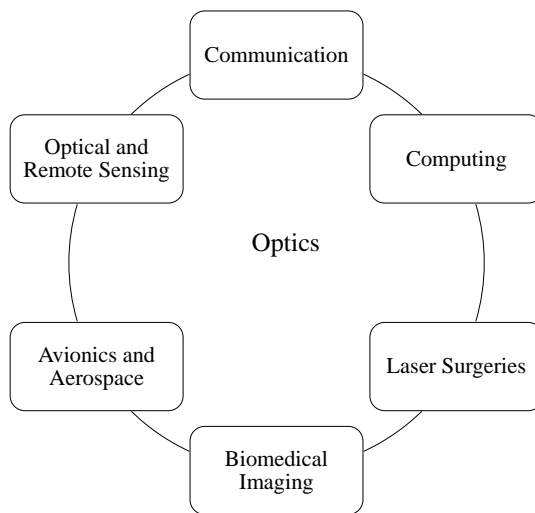 Communication
Optical and
Remote Sensing
Computing
Optics
Avionics and
Aerospace
Laser Surgeries
Biomedical
Imaging